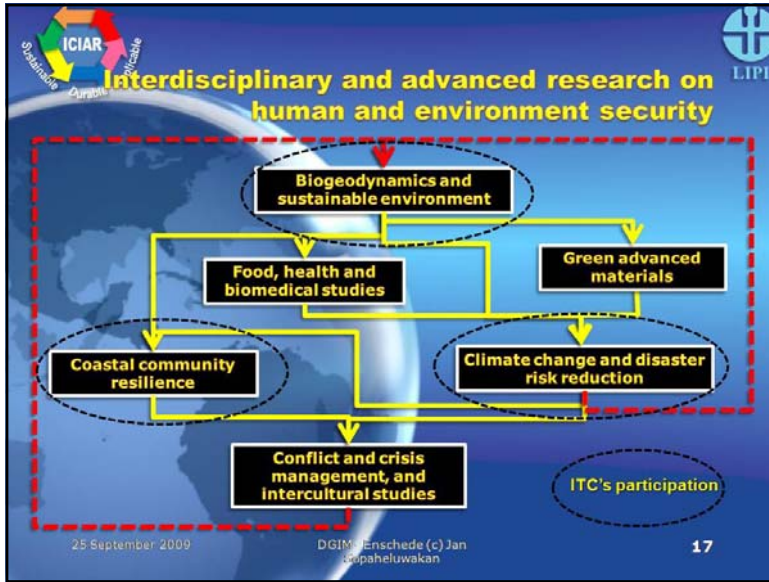 ICIAR
Sustainable Durable Applicable
LIPI
Interdisciplinary and advanced research on
human and environment security
Biogeodynamics and
sustainable environment
Food, health and
biomedical studies
Green advanced
materials
Coastal community
resilience
Climate change and disaster
risk reduction
Conflict and crisis
management, and
intercultural studies
ITC's participation
25 September 2009
DGIM, Enschede (c) Jan
17